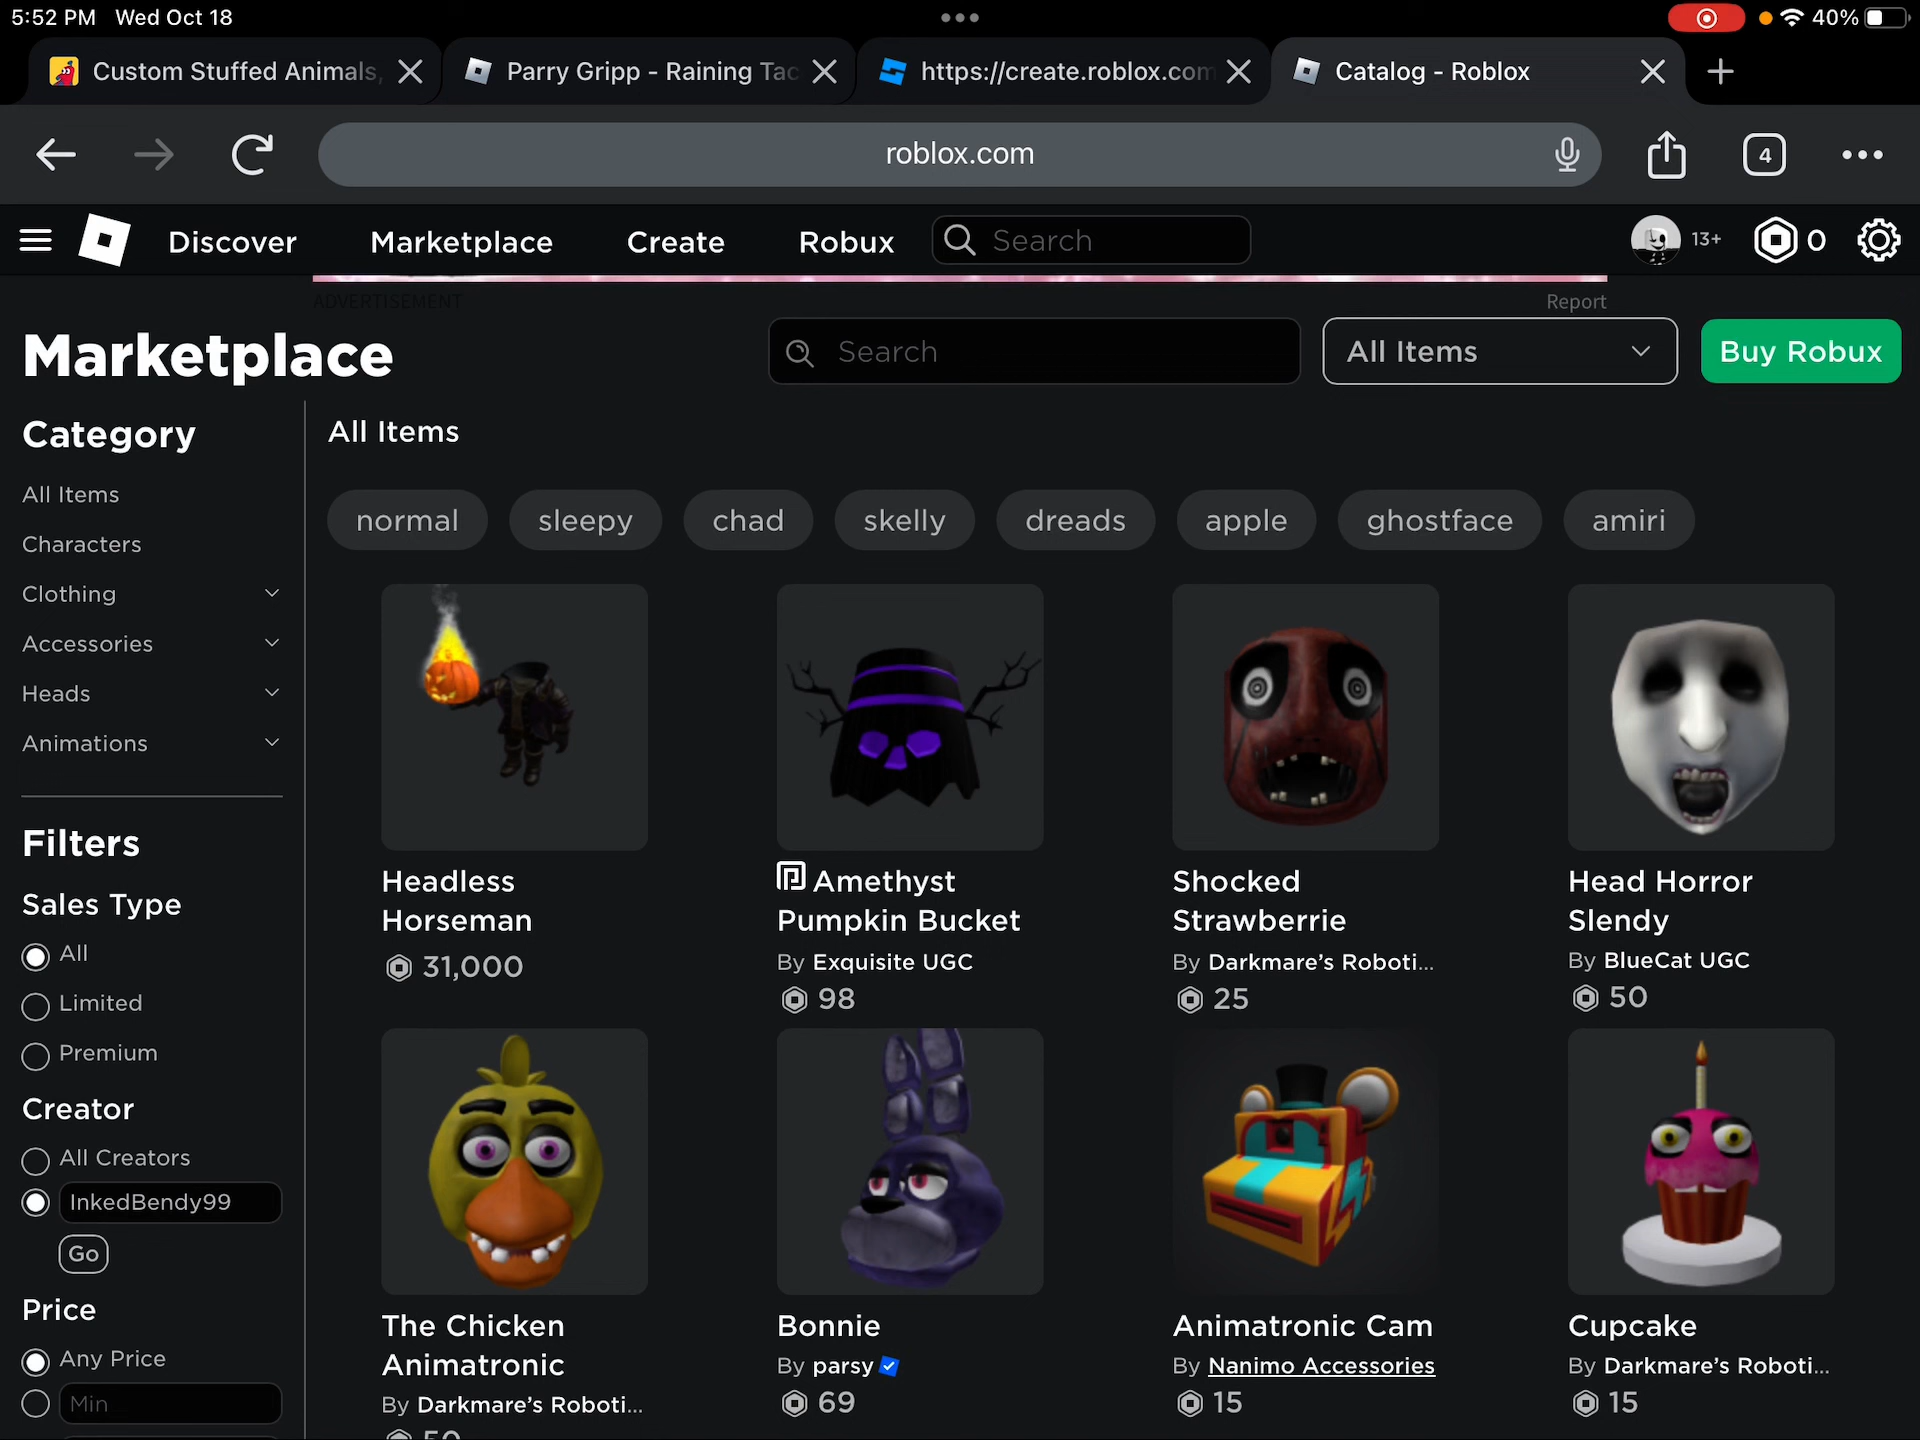 5:52 PM Wed Oct 18
40%
Custom Stuffed Animals,
Parry Gripp - Raining Tac
https://create.roblox.com
Catalog - Roblox
roblox.com
4
Discover
Marketplace
Create
Robux
Search
13+
0
ADVERTISEMENT
Report
Marketplace
Search
All Items
Buy Robux
Category
All Items
Characters
Clothing
Accessories
Heads
Animations
Filters
Sales Type
All
Limited
Premium
Creator
All Creators
InkedBendy99
Go
Price
Any Price
Min
All Items
normal
sleepy
chad
skelly
dreads
apple
ghostface
amiri
Headless
Horseman
31,000
Amethyst
Pumpkin Bucket
By Exquisite UGC
98
Shocked
Strawberrie
By Darkmare’s Roboti...
25
Head Horror
Slendy
By BlueCat UGC
50
The Chicken
Animatronic
By Darkmare’s Roboti...
50
Bonnie
By parsy
69
Animatronic Cam
By Nanimo Accessories
15
Cupcake
By Darkmare’s Roboti...
15